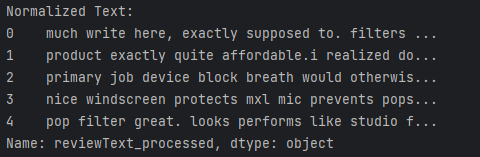 Normalized Text:
0    much write here, exactly supposed to. filters ...
1    product exactly quite affordable.i realized do...
2    primary job device block breath would otherwis...
3    nice windscreen protects mxl mic prevents pops...
4    pop filter great. looks performs like studio f...
Name: reviewText_processed, dtype: object